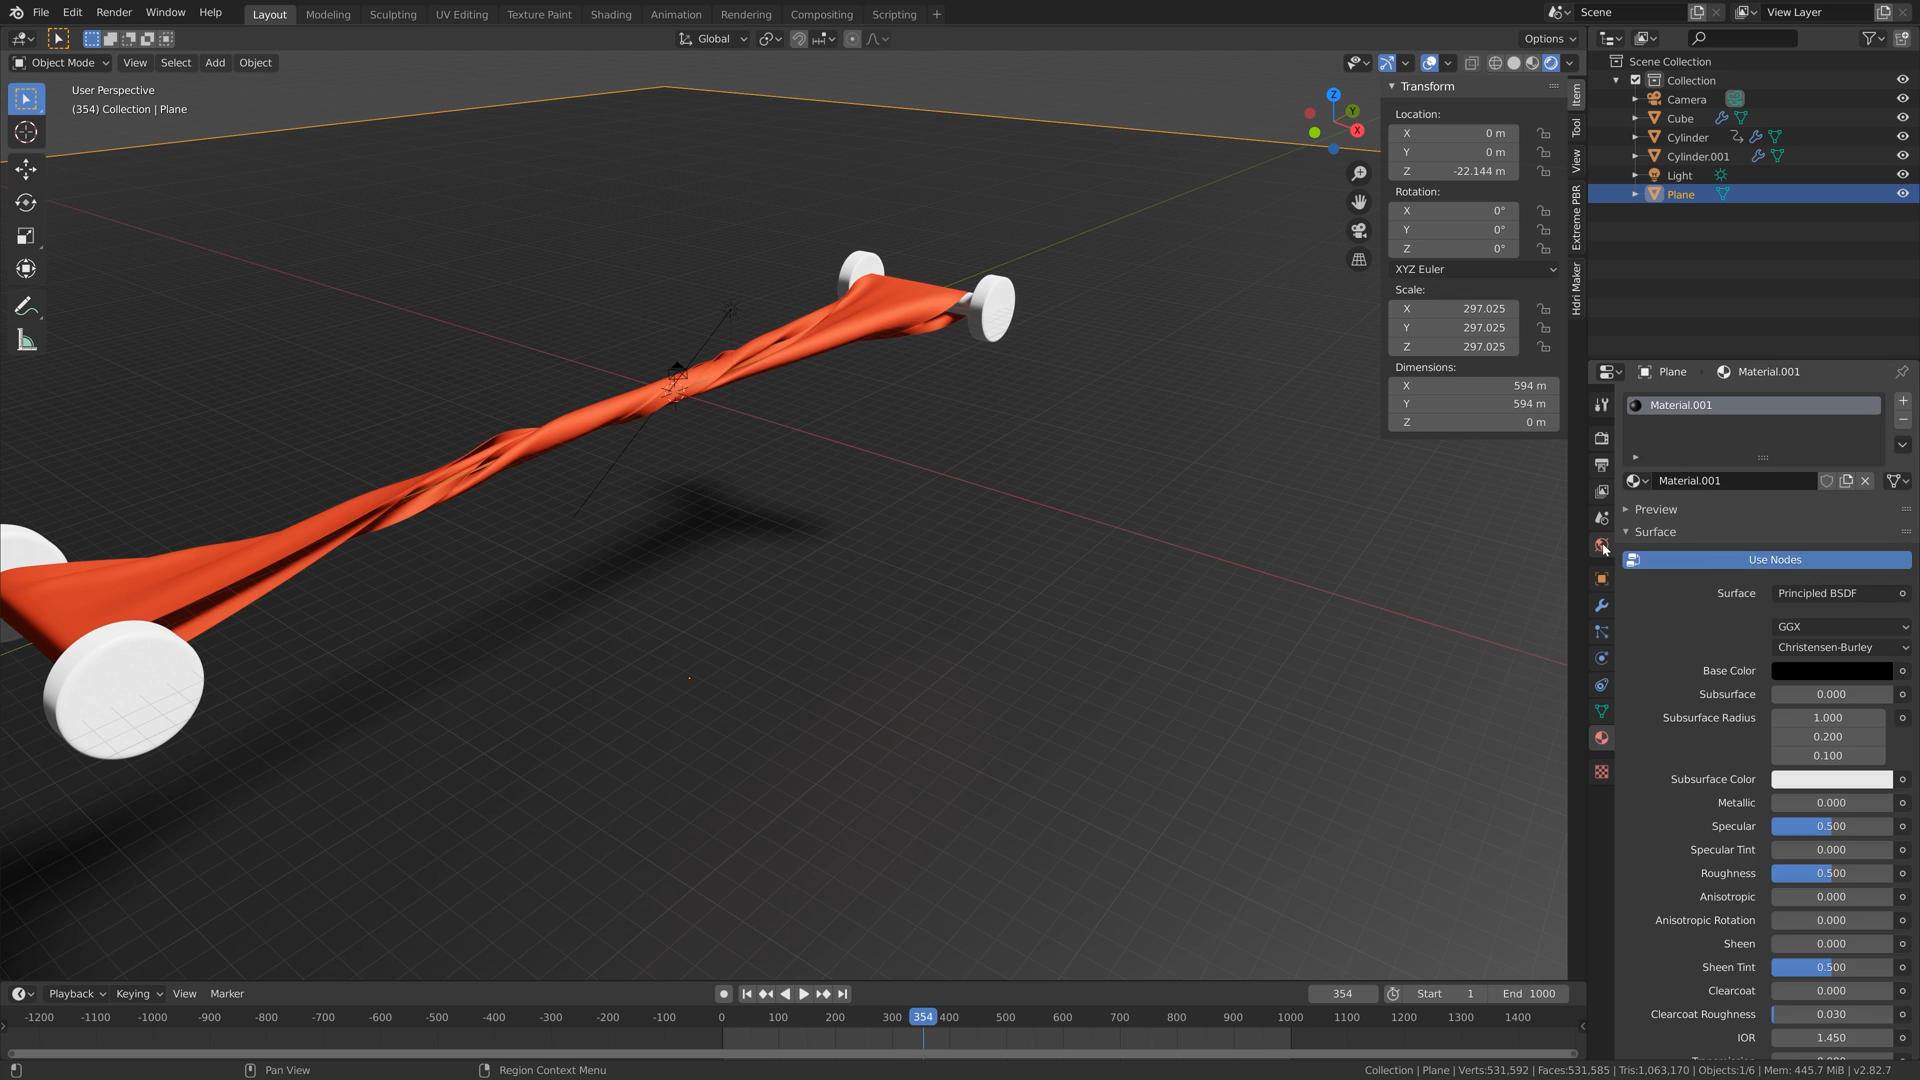 File Edit Render Window Help Layout Modeling Sculpting UV Editing Texture Paint Shading Animation Rendering Compositing Scripting + Scene View Layer
Global Options
Object Mode View Select Add Object
User Perspective
(354) Collection | Plane
Z
Y
X
Transform
Location:
X 0 m
Y 0 m
Z -22.144 m
Rotation:
X 0°
Y 0°
Z 0°
XYZ Euler
Scale:
X 297.025
Y 297.025
Z 297.025
Dimensions:
X 594 m
Y 594 m
Z 0 m
Item
Tool
View
Extreme PBR
Hdri Maker
Scene Collection
Collection
Camera
Cube
Cylinder
Cylinder.001
Light
Plane
Plane Material.001
Material.001
Material.001
Preview
Surface
Use Nodes
Surface Principled BSDF
GGX
Christensen-Burley
Base Color
Subsurface 0.000
Subsurface Radius 1.000
0.200
0.100
Subsurface Color
Metallic 0.000
Specular 0.500
Specular Tint 0.000
Roughness 0.500
Anisotropic 0.000
Anisotropic Rotation 0.000
Sheen 0.000
Sheen Tint 0.500
Clearcoat 0.000
Clearcoat Roughness 0.030
IOR 1.450
Playback Keying View Marker 354 Start 1 End 1000
-1200 -1100 -1000 -900 -800 -700 -600 -500 -400 -300 -200 -100 0 100 200 300 354 400 500 600 700 800 900 1000 1100 1200 1300 1400
Pan View Region Context Menu Collection | Plane | Verts:531,592 | Faces:531,585 | Tris:1,063,170 | Objects:1/6 | Mem: 445.7 MiB | v2.82.7